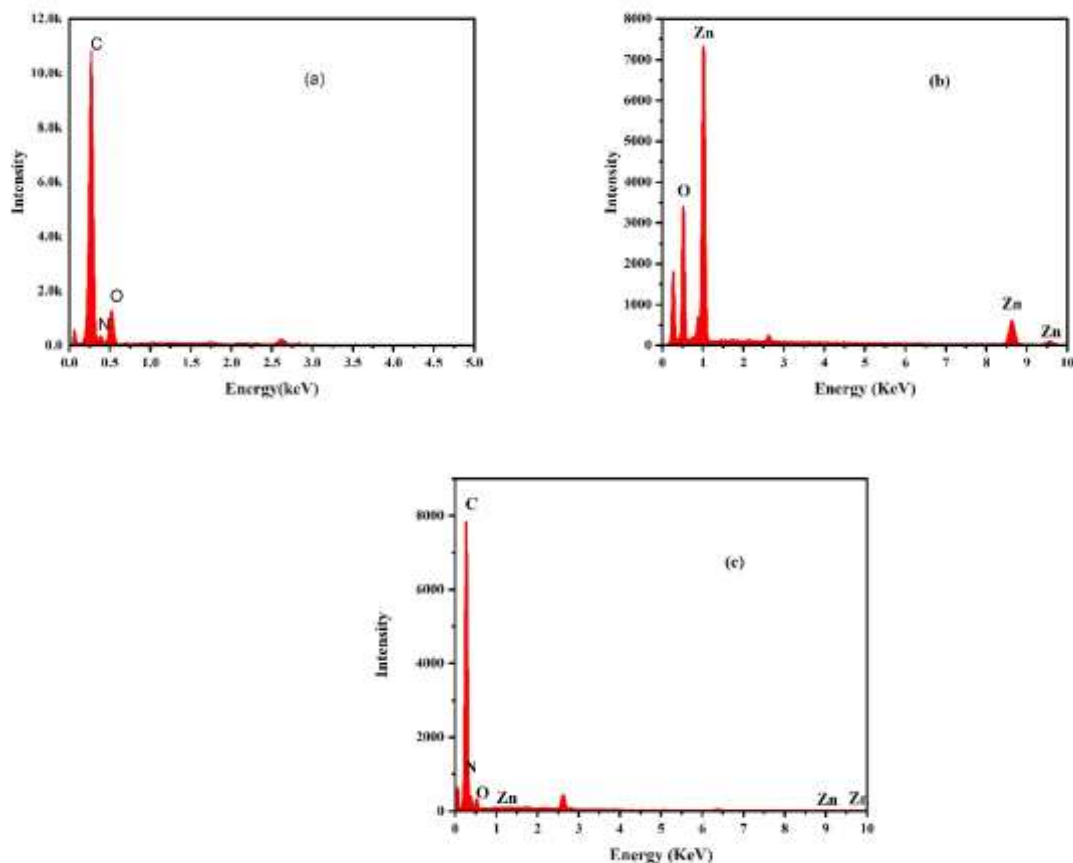 12.0k
C
10.0k
(a)
8.0k
Intensity
6.0k
4.0k
2.0k
N
O
0.0
0.0 0.5 1.0 1.5 2.0 2.5 3.0 3.5 4.0 4.5 5.0
Energy(keV)
8000
Zn
7000
(b)
6000
5000
Intensity
4000
O
3000
2000
1000
Zn
Zn
0
0 1 2 3 4 5 6 7 8 9 10
Energy (KeV)
C
8000
(c)
6000
Intensity
4000
2000
N
O Zn Zn Zn
0
0 1 2 3 4 5 6 7 8 9 10
Energy (KeV)